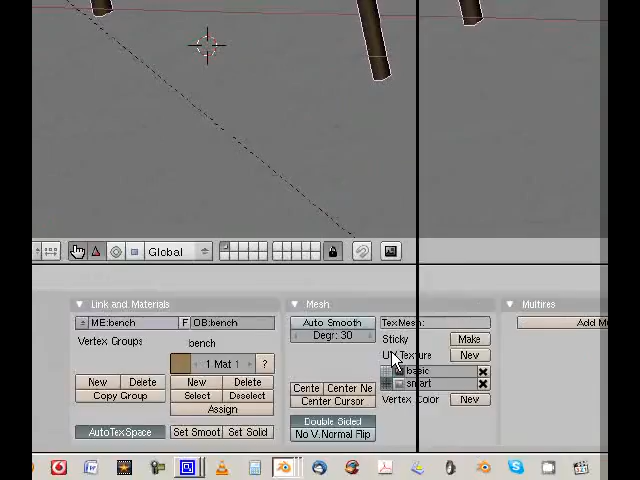 Global
Link and Materials
Mesh
Multires
ME:bench
F
OB:bench
Auto Smooth
TexMesh:
Degr: 30
Add M
Vertex Groups
bench
Sticky
Make
UV Texture
New
1 Mat 1
?
basic
New
Delete
New
Delete
Cente
Center Ne
smart
Copy Group
Select
Deselect
Center Cursor
Vertex Color
New
Assign
Double Sided
AutoTexSpace
Set Smoot
Set Solid
No V.Normal Flip